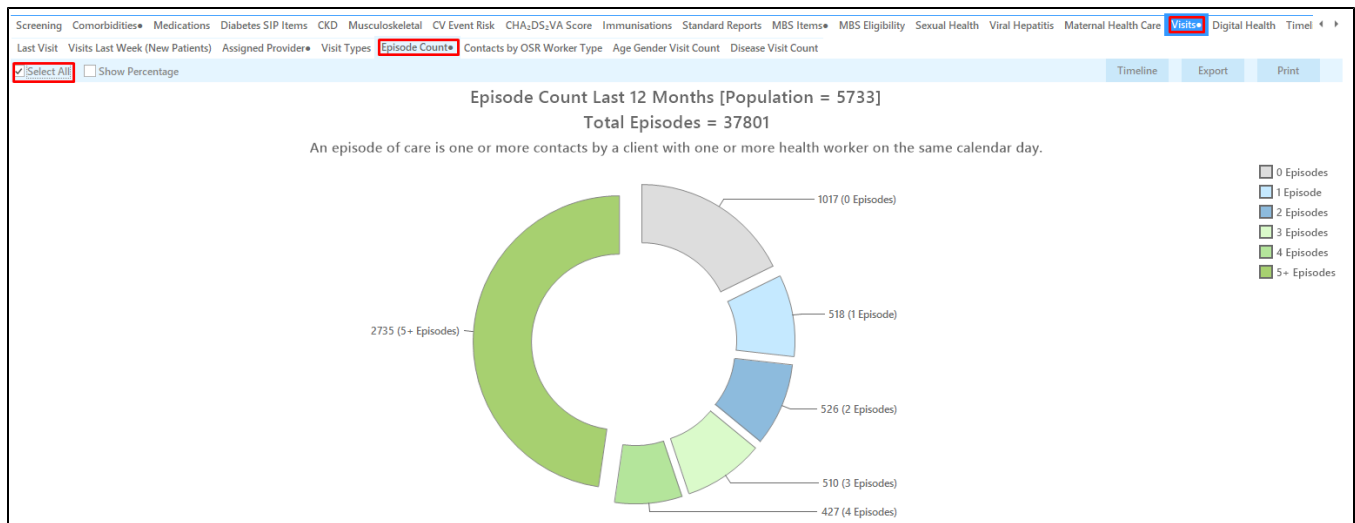 Screening Comorbidities• Medications Diabetes SIP Items CKD Musculoskeletal CV Event Risk CHA₂DS₂VA Score Immunisations Standard Reports MBS Items• MBS Eligibility Sexual Health Viral Hepatitis Maternal Health Care Visits• Digital Health Timel
Last Visit Visits Last Week (New Patients) Assigned Provider• Visit Types Episode Count• Contacts by OSR Worker Type Age Gender Visit Count Disease Visit Count
Select All Show Percentage Timeline Export Print
Episode Count Last 12 Months [Population = 5733]
Total Episodes = 37801
An episode of care is one or more contacts by a client with one or more health worker on the same calendar day.
0 Episodes
1 Episode
2 Episodes
3 Episodes
4 Episodes
5+ Episodes
1017 (0 Episodes)
518 (1 Episode)
2735 (5+ Episodes)
526 (2 Episodes)
510 (3 Episodes)
427 (4 Episodes)